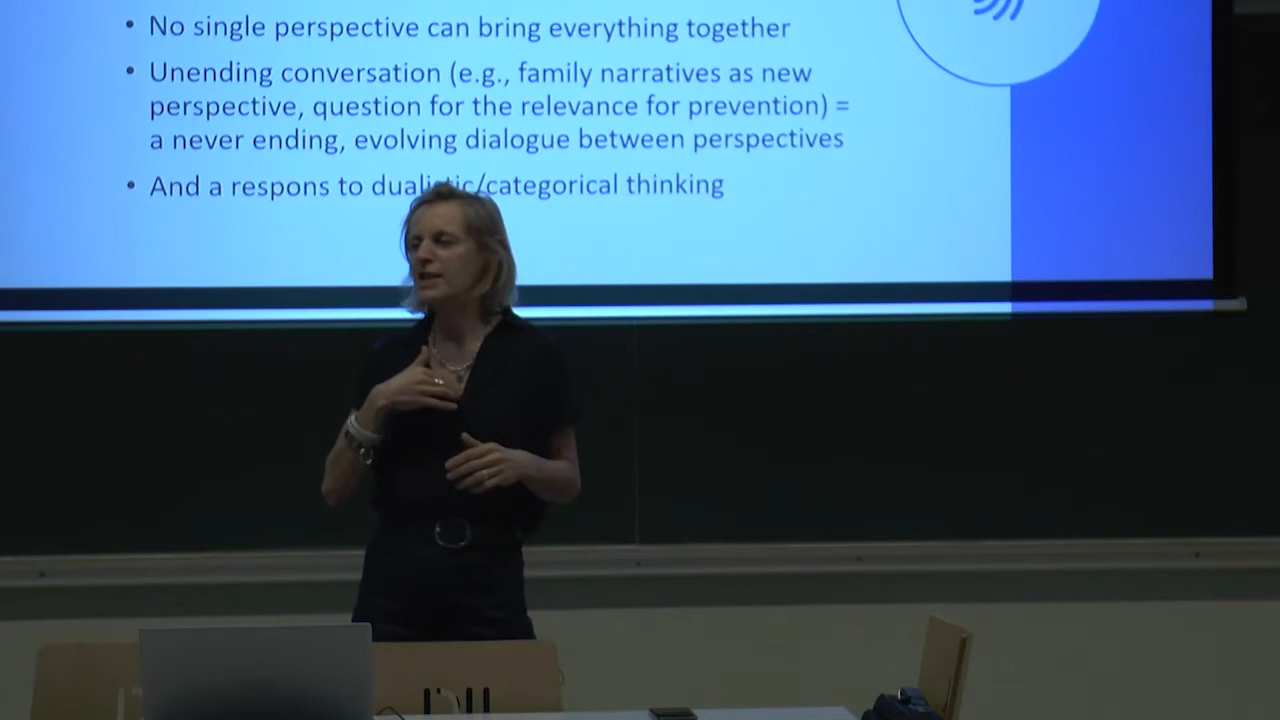 • No single perspective can bring everything together
• Unending conversation (e.g., family narratives as new
perspective, question for the relevance for prevention) =
a never ending, evolving dialogue between perspectives
• And a respons to dualistic/categorical thinking